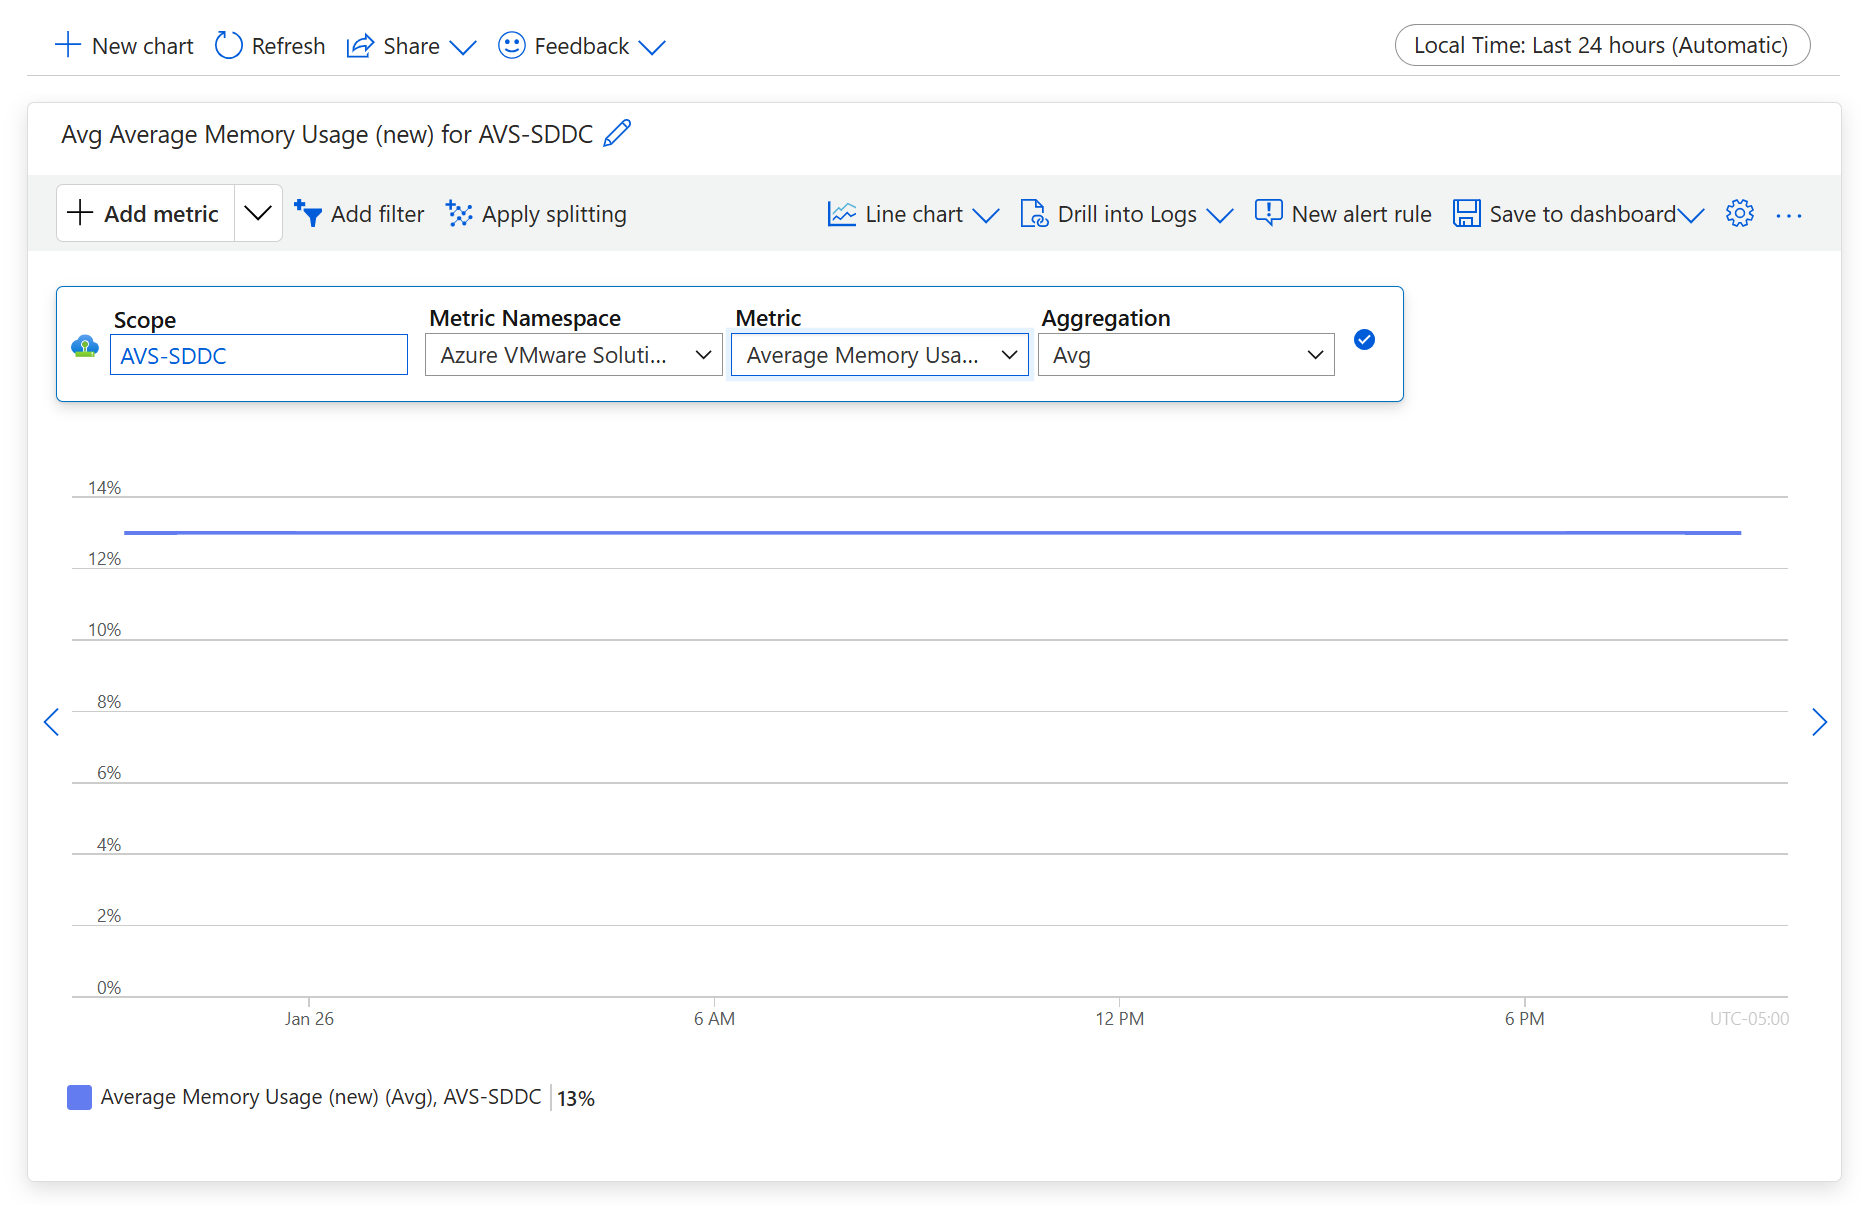 New chart Refresh Share Feedback Local Time: Last 24 hours (Automatic)
Avg Average Memory Usage (new) for AVS-SDDC
Add metric Add filter Apply splitting Line chart Drill into Logs New alert rule Save to dashboard ...
Scope Metric Namespace Metric Aggregation
AVS-SDDC Azure VMware Soluti... Average Memory Usa... Avg
14%
12%
10%
8%
6%
4%
2%
0%
Jan 26 6 AM 12 PM 6 PM UTC-05:00
Average Memory Usage (new) (Avg), AVS-SDDC 13%